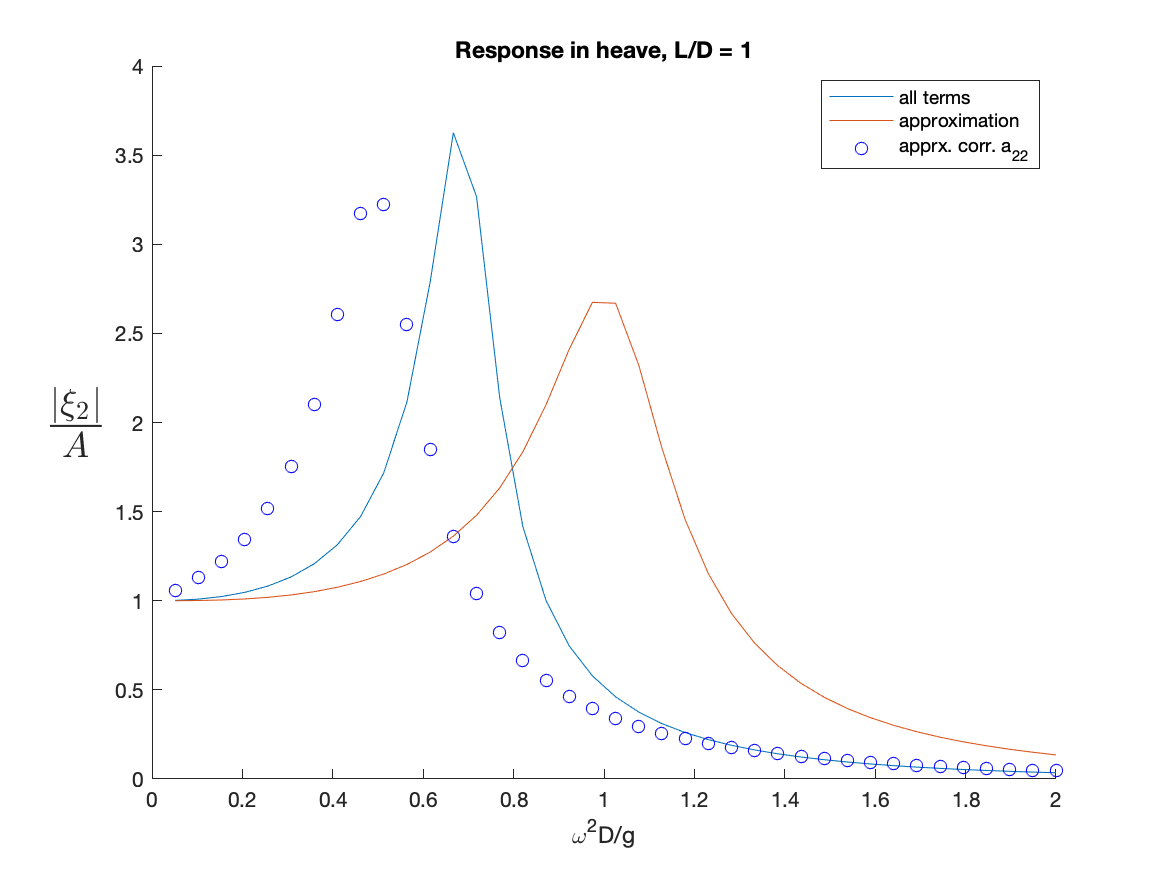 Response in heave, L/D = 1
all terms
approximation
apprx. corr. a₂₂
4
3.5
3
2.5
2
1.5
1
0.5
0
|ξ₂|
A
0 0.2 0.4 0.6 0.8 1 1.2 1.4 1.6 1.8 2
ω²D/g